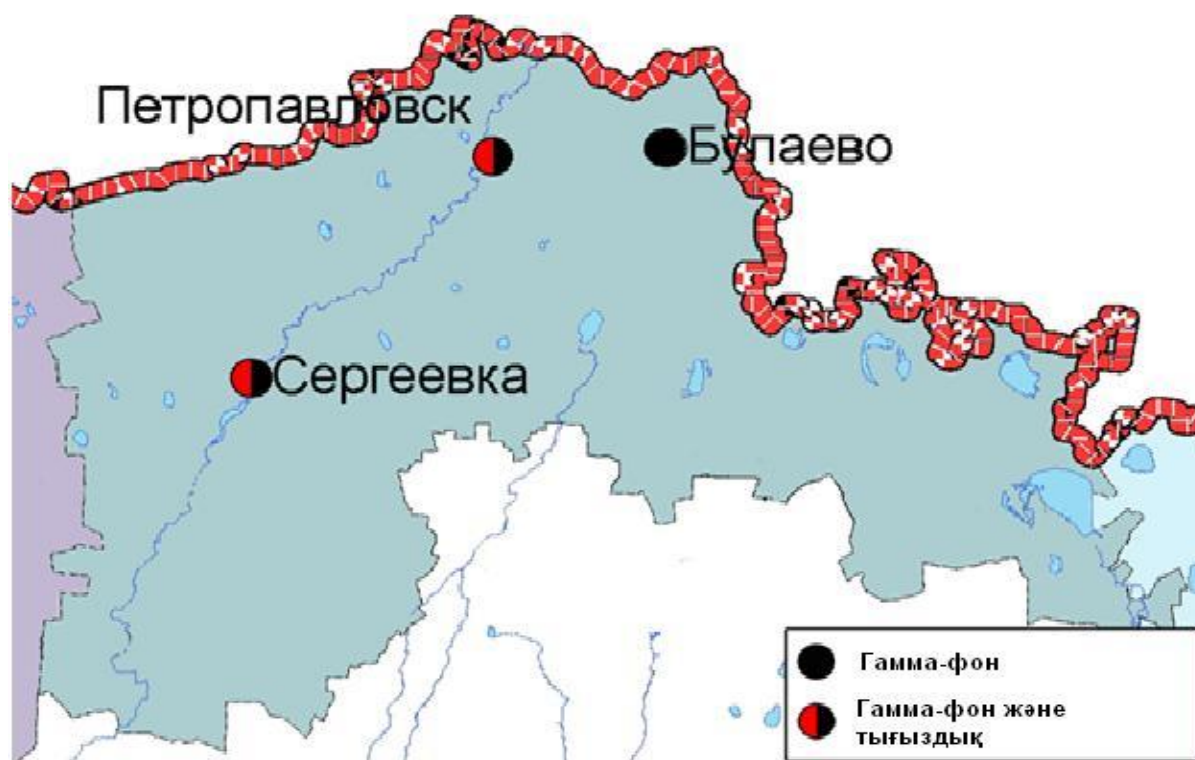 Петропавловск
Булаево
Сергеевка
Гамма-фон
Гамма-фон және
тығыздық